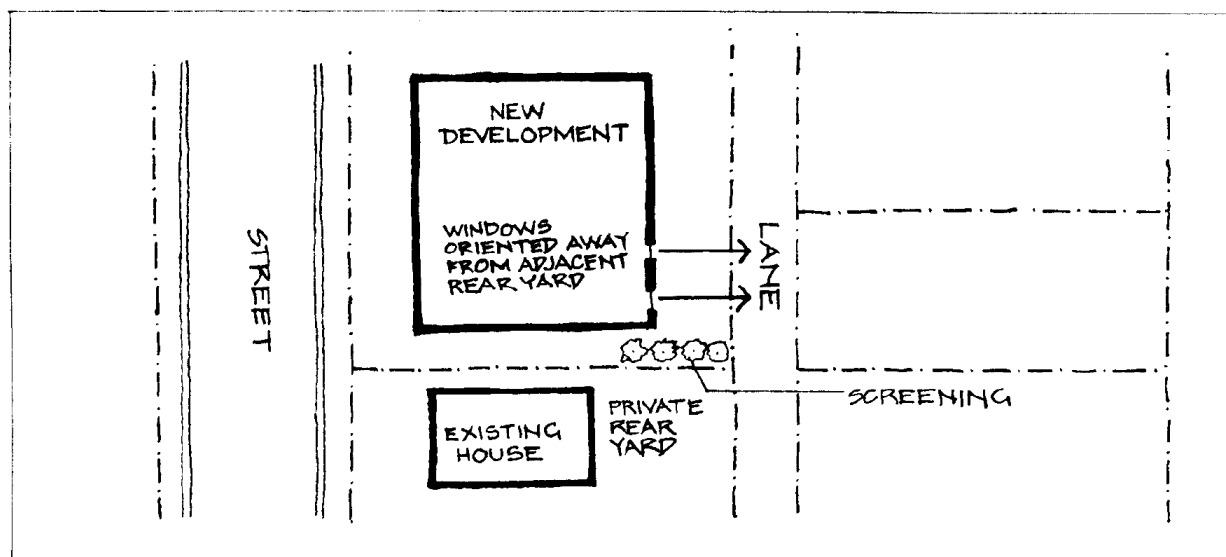 NEW
DEVELOPMENT
WINDOWS
ORIENTED AWAY
FROM ADJACENT
REAR YARD
STREET
LANE
SCREENING
PRIVATE
REAR
YARD
EXISTING
HOUSE